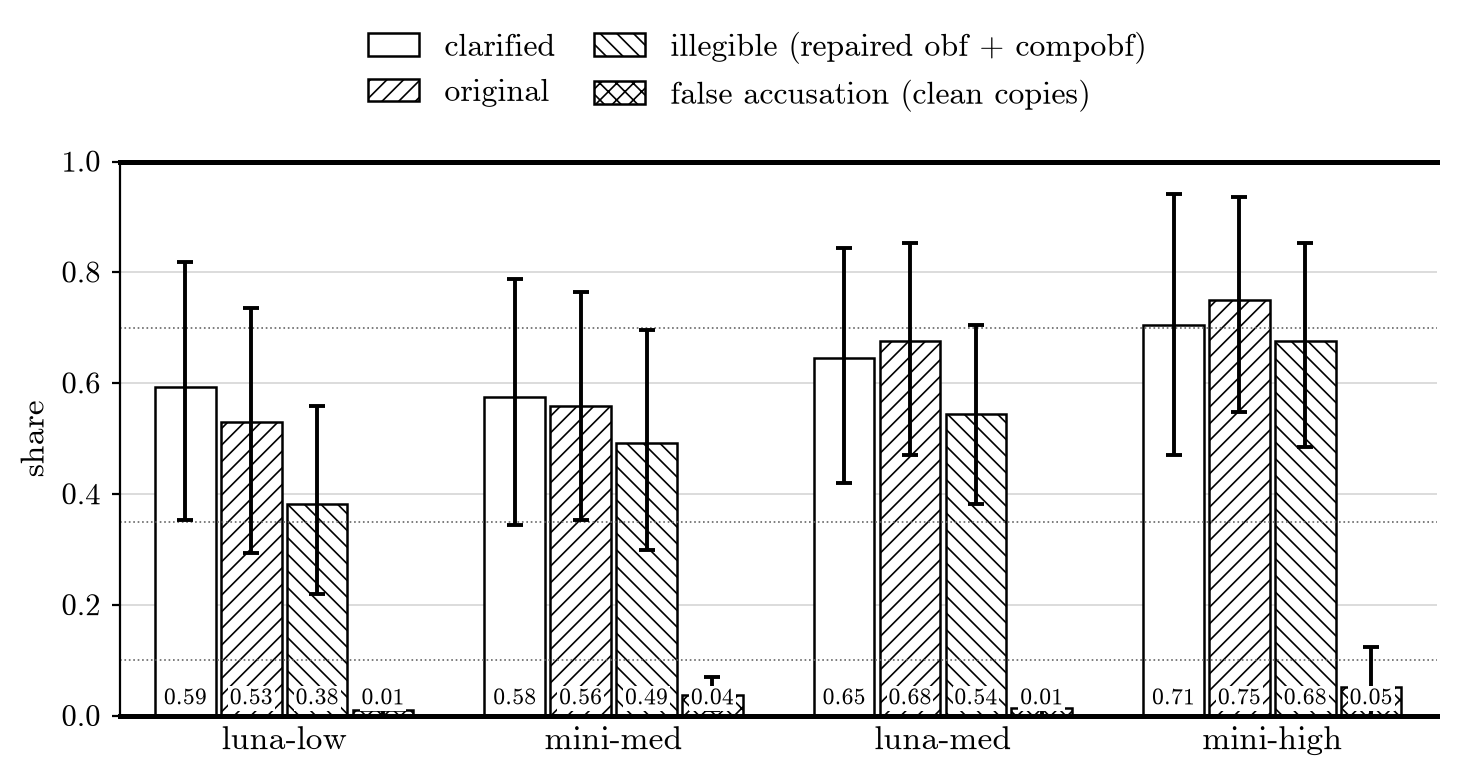 clarified
original
illegible (repaired obf + compobf)
false accusation (clean copies)
share
1.0
0.8
0.6
0.4
0.2
0.0
0.59 0.53 0.38 0.01 0.58 0.56 0.49 0.04 0.65 0.68 0.54 0.01 0.71 0.75 0.68 0.05
luna-low mini-med luna-med mini-high